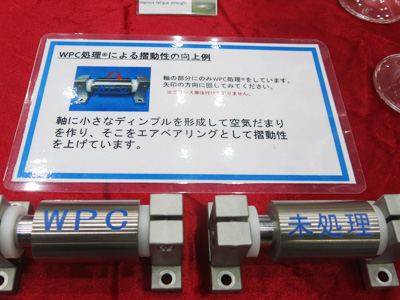 Improve fatigue strength
WPC処理®による摺動性の向上例
軸の部分にのみWPC処理®をしています。
矢印の方向に回してみてください。
軸に小さなディンプルを形成して空気だまり
を作り、そこをエアベアリングとして摺動性
を上げています。
WPC
未処理